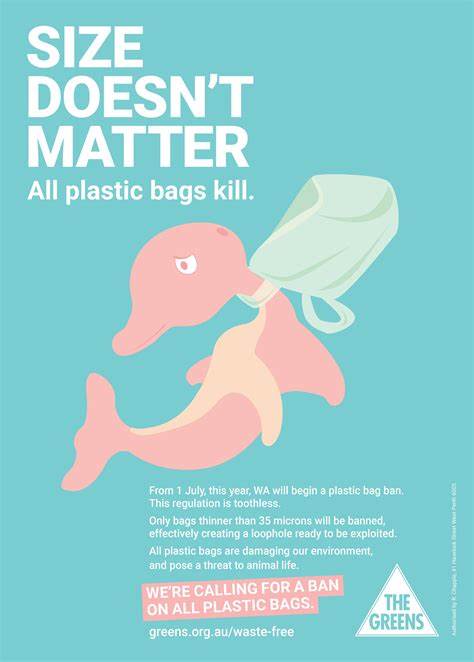 SIZE
DOESN'T
MATTER
All plastic bags kill.
From 1 July, this year, WA will begin a plastic bag ban.
This regulation is toothless.
Only bags thinner than 35 microns will be banned,
effectively creating a loophole ready to be exploited.
All plastic bags are damaging our environment,
and pose a threat to animal life.
WE'RE CALLING FOR A BAN
ON ALL PLASTIC BAGS.
greens.org.au/waste-free
THE
GREENS
Authorised by R. Chapple, 41 Havelock Street West Perth 6005